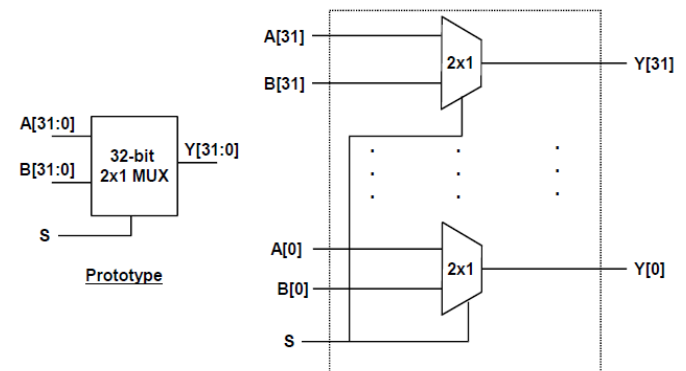 A[31:0]
B[31:0]
32-bit
2x1 MUX
Y[31:0]
S
Prototype
A[31]
B[31]
2x1
Y[31]
A[0]
B[0]
2x1
Y[0]
S